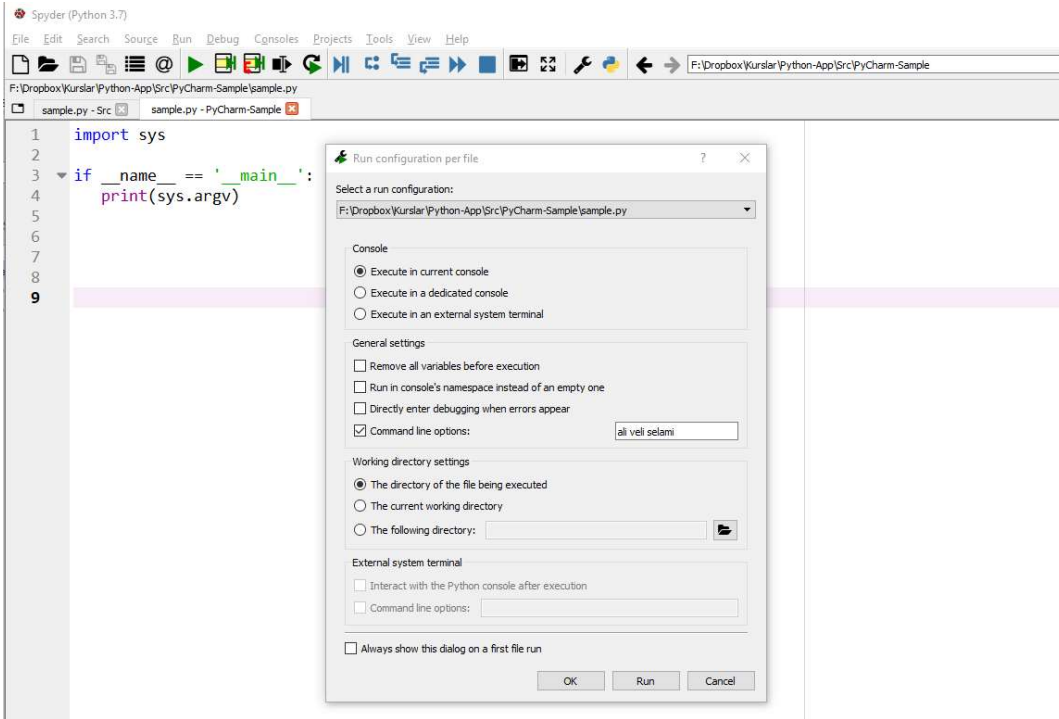 Spyder (Python 3.7)
File Edit Search Source Run Debug Consoles Projects Tools View Help
F:\Dropbox\Kurslar\Python-App\Src\PyCharm-Sample
F:\Dropbox\Kurslar\Python-App\Src\PyCharm-Sample\sample.py
sample.py - Src sample.py - PyCharm-Sample
1 import sys
2
3 if __name__ == '__main__':
4 print(sys.argv)
5
6
7
8
9
Run configuration per file
Select a run configuration:
F:\Dropbox\Kurslar\Python-App\Src\PyCharm-Sample\sample.py
Console
Execute in current console
Execute in a dedicated console
Execute in an external system terminal
General settings
Remove all variables before execution
Run in console's namespace instead of an empty one
Directly enter debugging when errors appear
Command line options: ali veli selami
Working directory settings
The directory of the file being executed
The current working directory
The following directory:
External system terminal
Interact with the Python console after execution
Command line options:
Always show this dialog on a first file run
OK Run Cancel